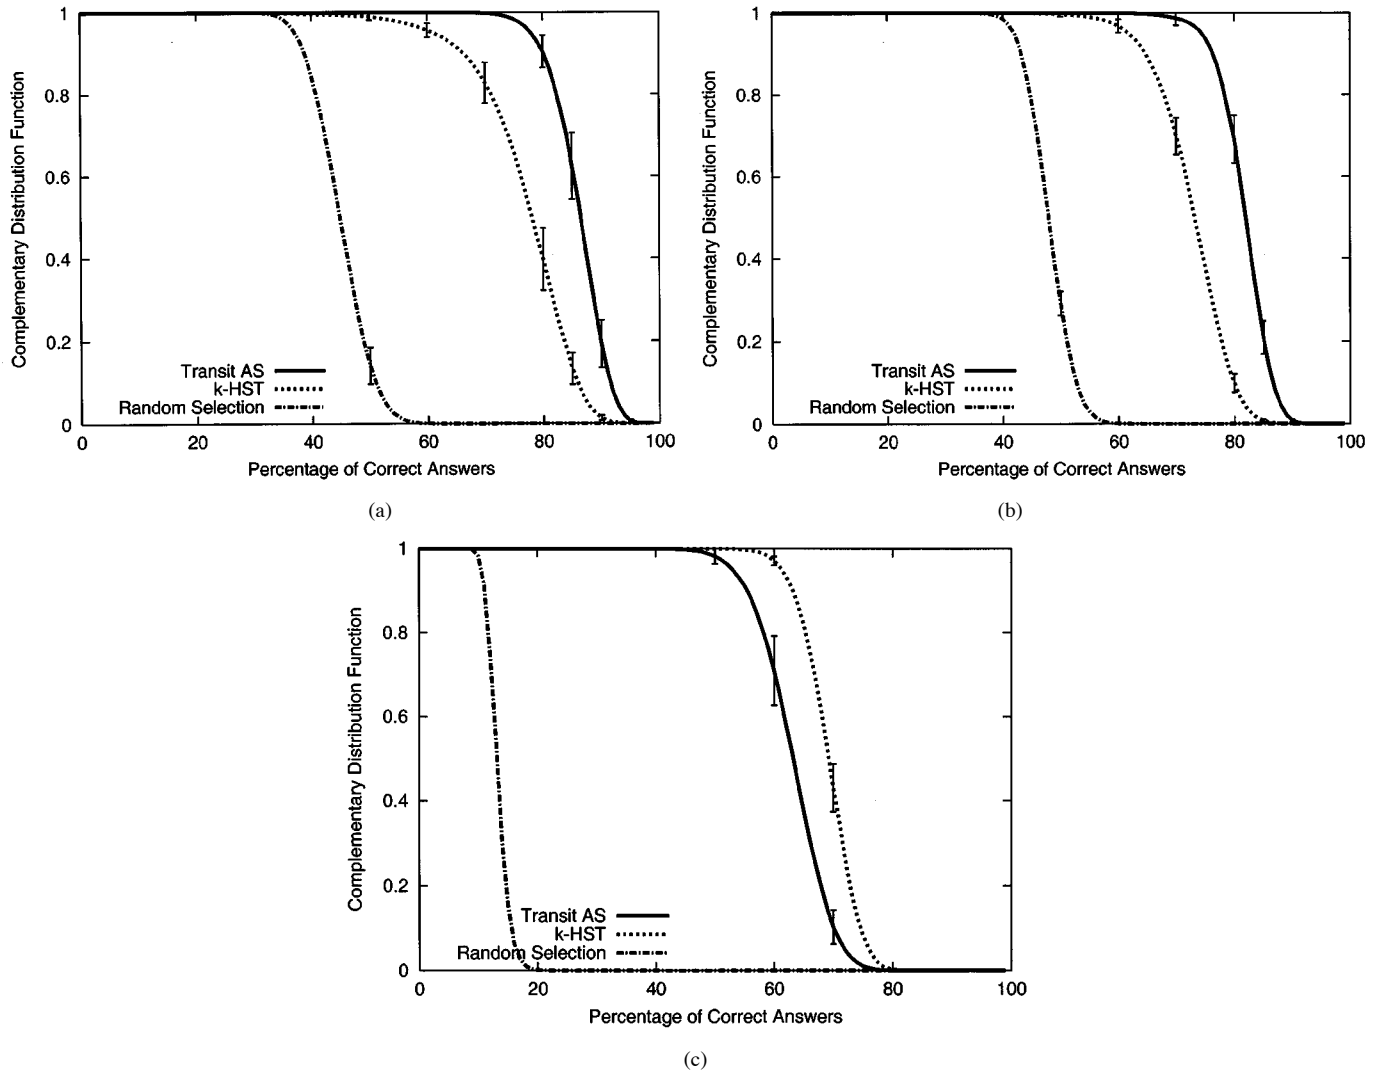 1
0.8
0.6
0.4
0.2
0
Complementary Distribution Function
Transit AS
k-HST
Random Selection
0 20 40 60 80 100
Percentage of Correct Answers
(a)
1
0.8
0.6
0.4
0.2
0
Complementary Distribution Function
Transit AS
k-HST
Random Selection
0 20 40 60 80 100
Percentage of Correct Answers
(b)
1
0.8
0.6
0.4
0.2
0
Complementary Distribution Function
Transit AS
k-HST
Random Selection
0 20 40 60 80 100
Percentage of Correct Answers
(c)